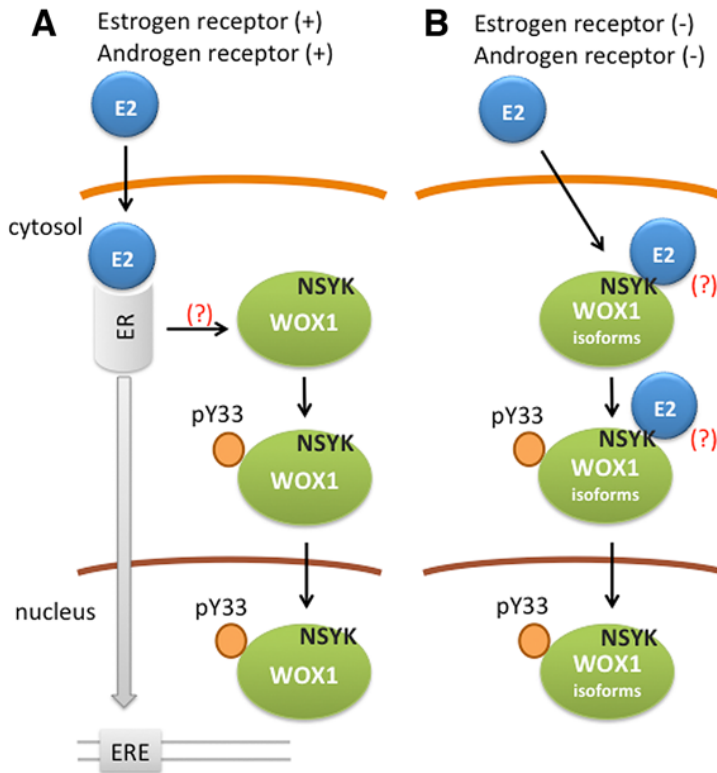 A
Estrogen receptor (+)
Androgen receptor (+)
E2
cytosol
E2
ER
(?)
NSYK
WOX1
pY33
NSYK
WOX1
nucleus
pY33
NSYK
WOX1
ERE
B
Estrogen receptor (-)
Androgen receptor (-)
E2
E2
(?)
NSYK
WOX1
isoforms
E2
(?)
pY33
NSYK
WOX1
isoforms
pY33
NSYK
WOX1
isoforms